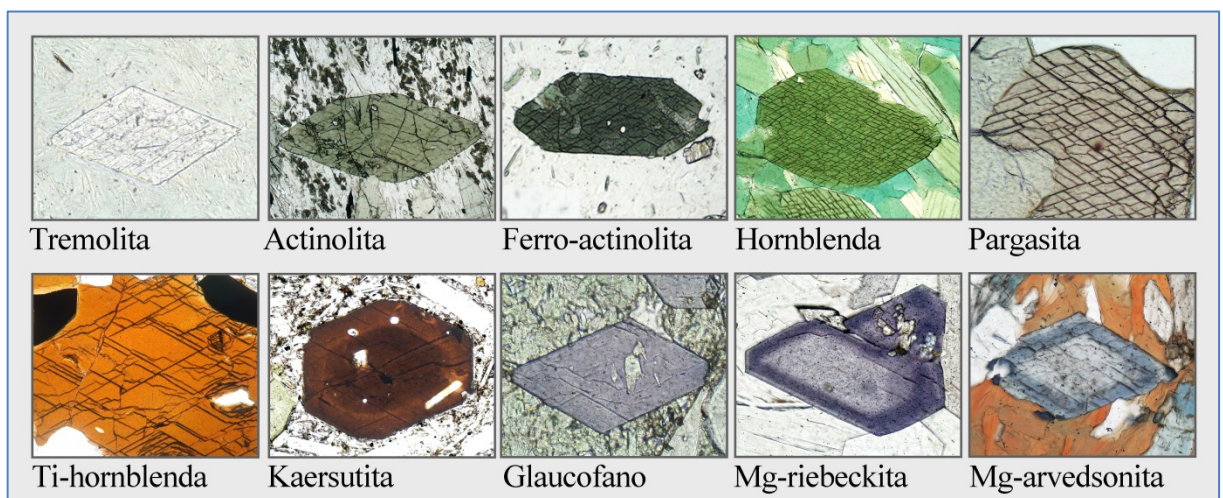 Tremolita
Actinolita
Ferro-actinolita
Hornblenda
Pargasita
Ti-hornblenda
Kaersutita
Glaucofano
Mg-riebeckita
Mg-arvedsonita